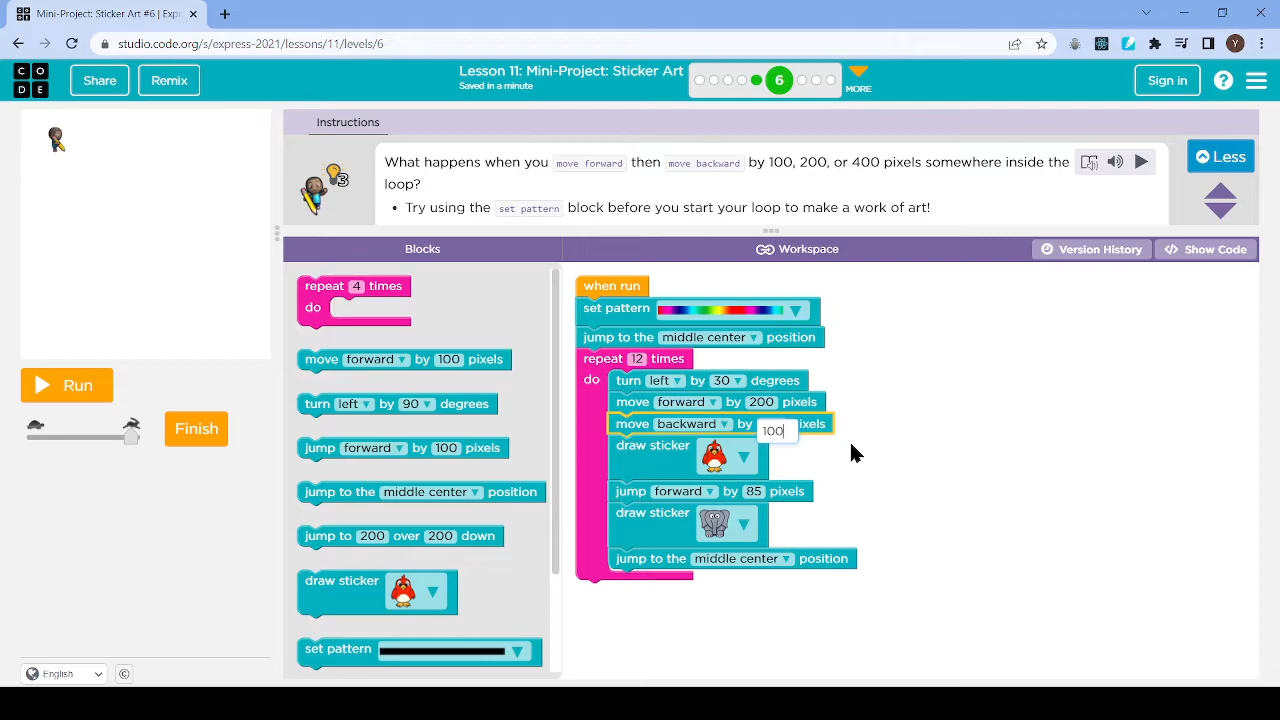 Mini-Project: Sticker Art #6 | Expr
studio.code.org/s/express-2021/lessons/11/levels/6
Y
C O
D E
Share
Remix
Lesson 11: Mini-Project: Sticker Art
Saved in a minute
6
MORE
Sign in
?
Instructions
3
What happens when you move forward then move backward by 100, 200, or 400 pixels somewhere inside the
loop?
• Try using the set pattern block before you start your loop to make a work of art!
Less
Blocks
Workspace
Version History
Show Code
repeat 4 times
do
move forward by 100 pixels
turn left by 90 degrees
jump forward by 100 pixels
jump to the middle center position
jump to 200 over 200 down
draw sticker
set pattern
when run
set pattern
jump to the middle center position
repeat 12 times
do
turn left by 30 degrees
move forward by 200 pixels
move backward by 100 ixels
draw sticker
jump forward by 85 pixels
draw sticker
jump to the middle center position
Run
Finish
English
©